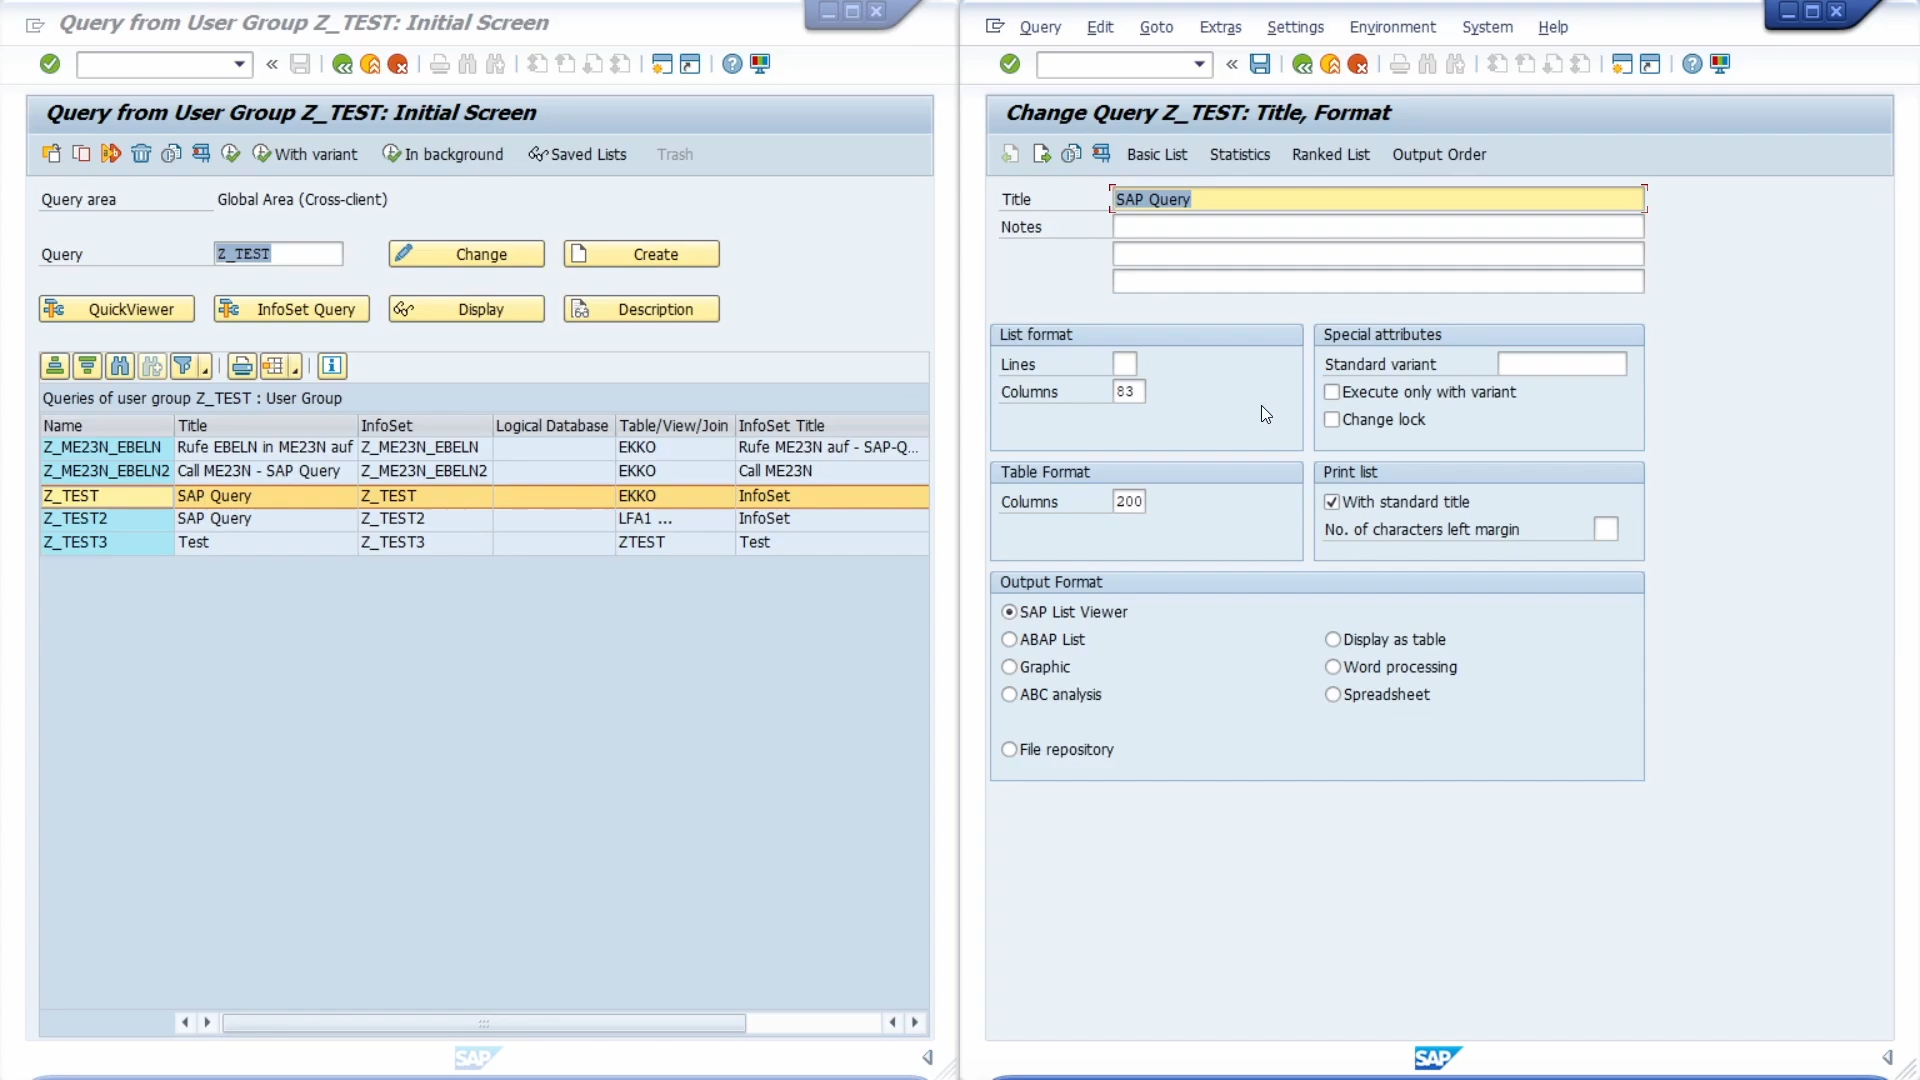 Query from User Group Z_TEST: Initial Screen
Query from User Group Z_TEST: Initial Screen
With variant In background Saved Lists Trash
Query area Global Area (Cross-client)
Query Z_TEST Change Create
QuickViewer InfoSet Query Display Description
Queries of user group Z_TEST : User Group
Name Title InfoSet Logical Database Table/View/Join InfoSet Title
Z_ME23N_EBELN Rufe EBELN in ME23N auf Z_ME23N_EBELN EKKO Rufe ME23N auf - SAP-Q...
Z_ME23N_EBELN2 Call ME23N - SAP Query Z_ME23N_EBELN2 EKKO Call ME23N
Z_TEST SAP Query Z_TEST EKKO InfoSet
Z_TEST2 SAP Query Z_TEST2 LFA1 ... InfoSet
Z_TEST3 Test Z_TEST3 ZTEST Test
SAP
Query Edit Goto Extras Settings Environment System Help
Change Query Z_TEST: Title, Format
Basic List Statistics Ranked List Output Order
Title SAP Query
Notes
List format
Lines
Columns 83
Special attributes
Standard variant
Execute only with variant
Change lock
Table Format
Columns 200
Print list
With standard title
No. of characters left margin
Output Format
SAP List Viewer
ABAP List Display as table
Graphic Word processing
ABC analysis Spreadsheet
File repository
SAP